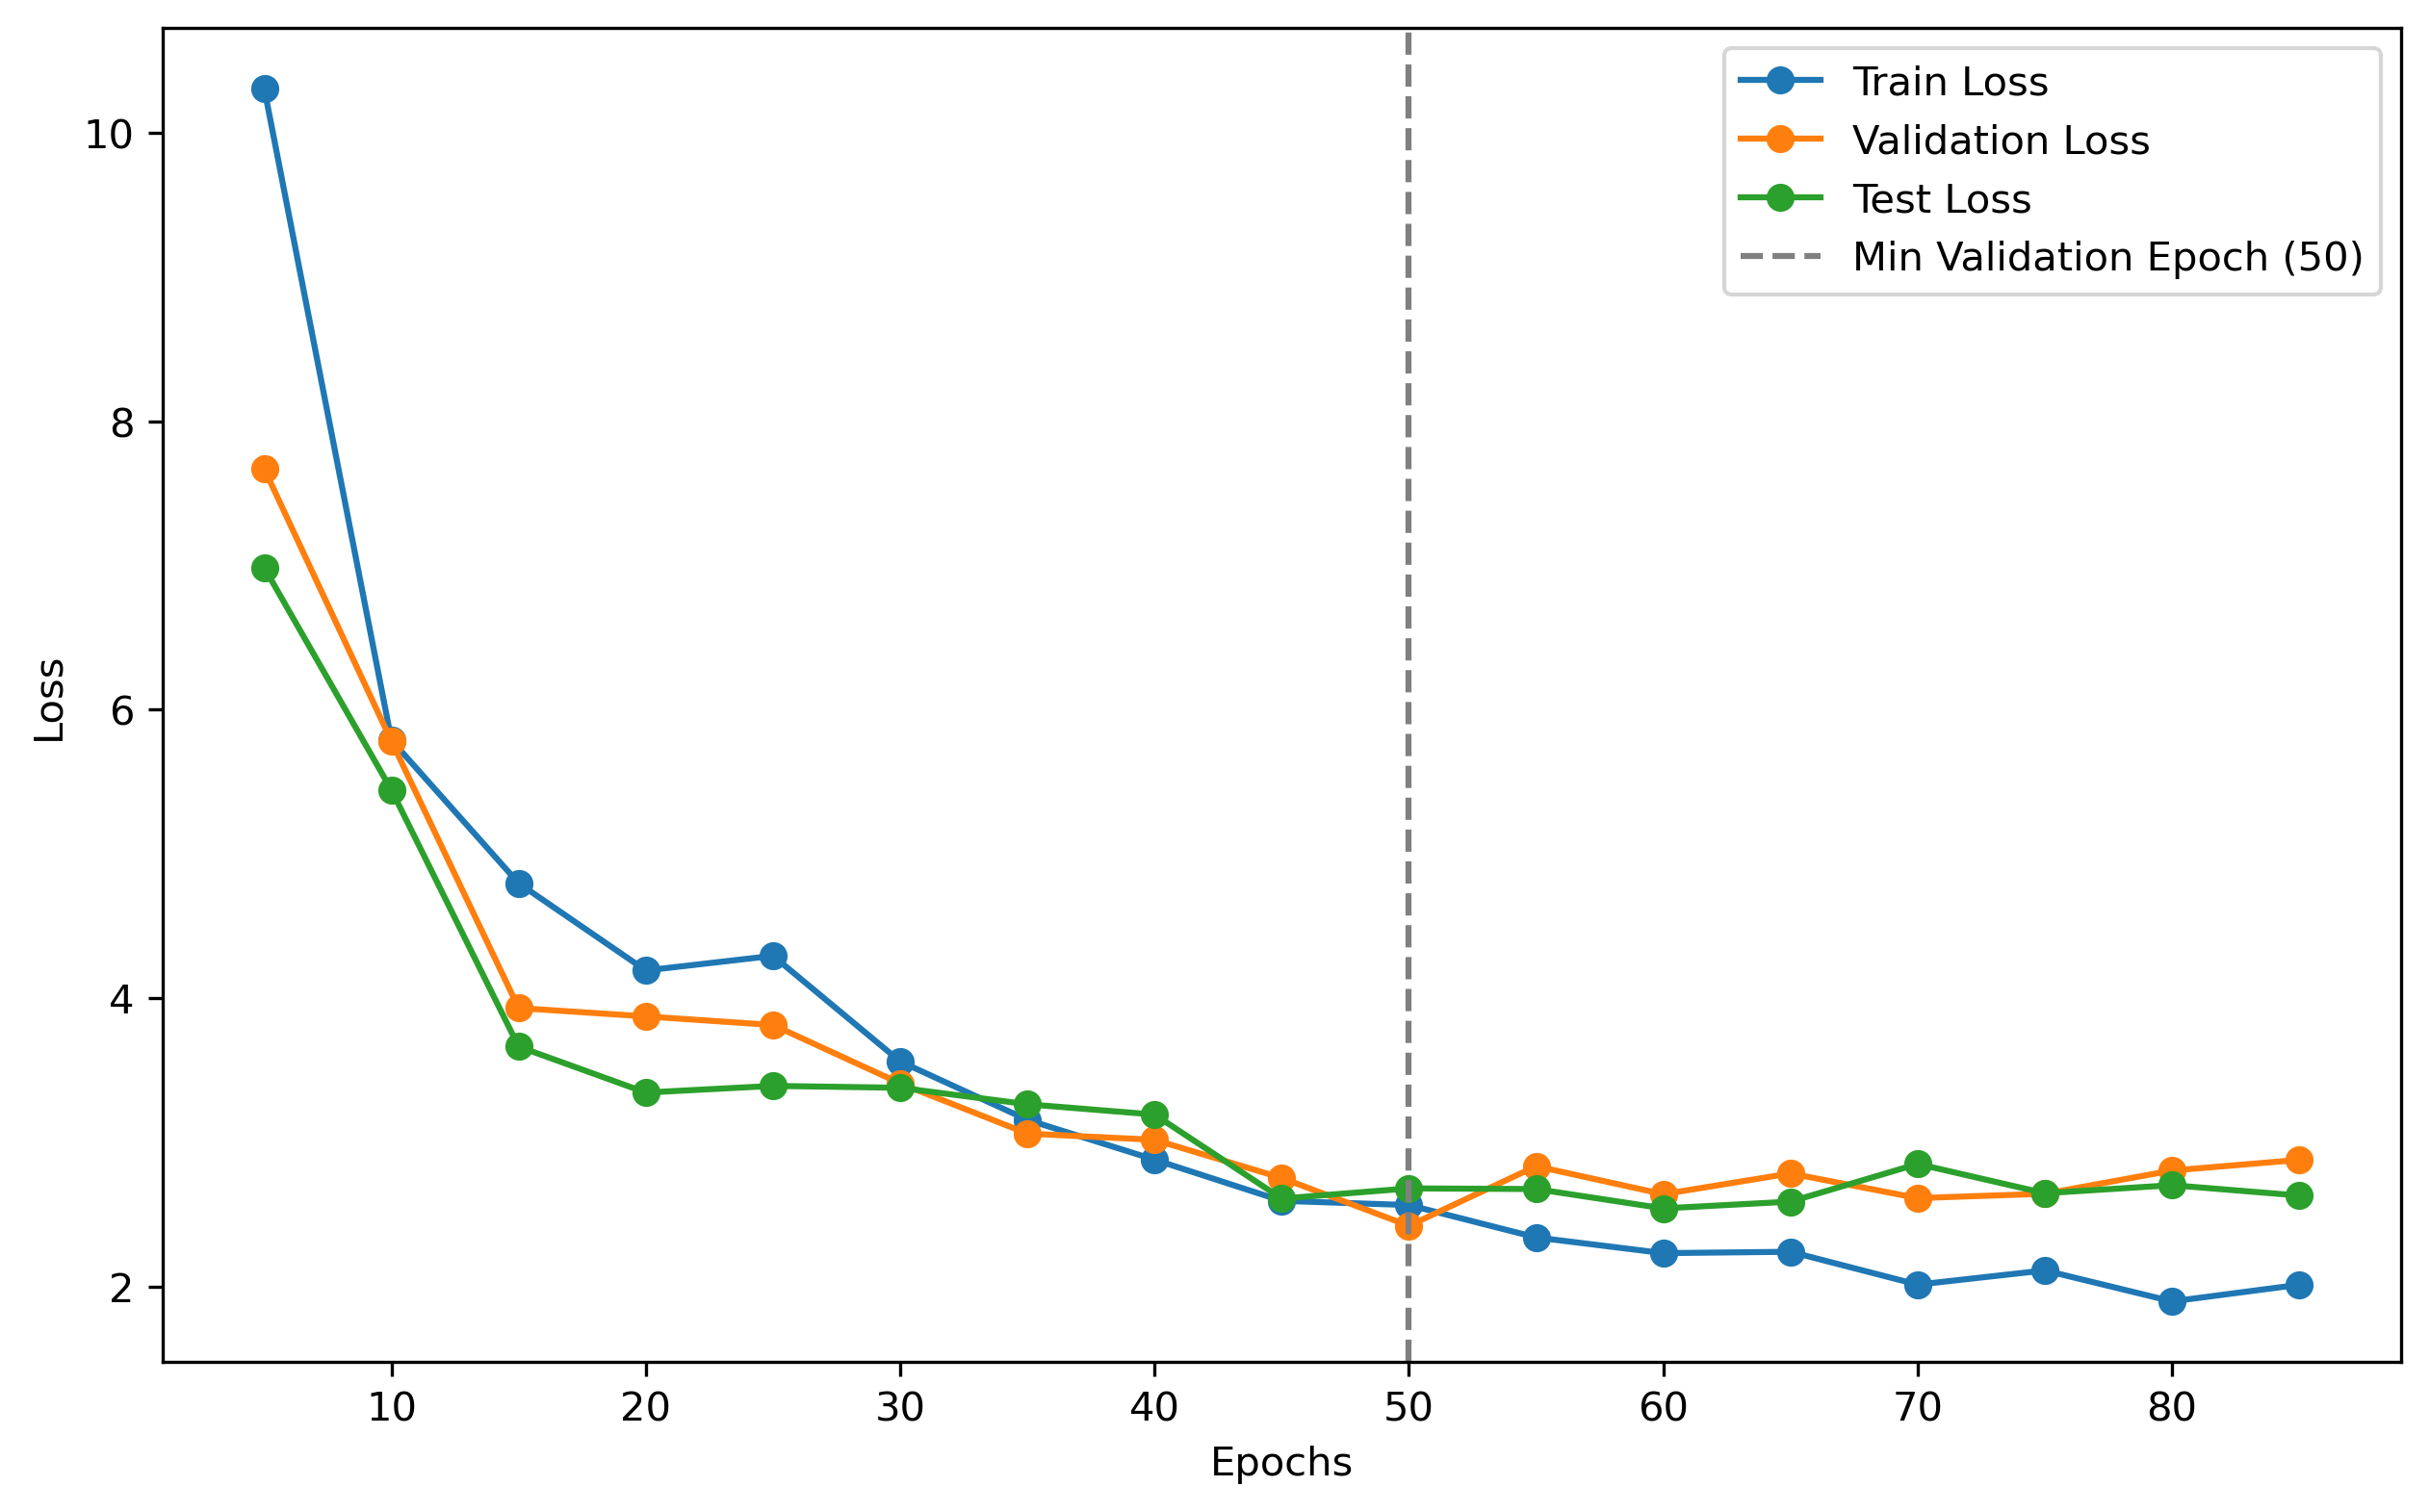 Train Loss
Validation Loss
Test Loss
Min Validation Epoch (50)
10
8
6
4
2
Loss
10 20 30 40 50 60 70 80
Epochs